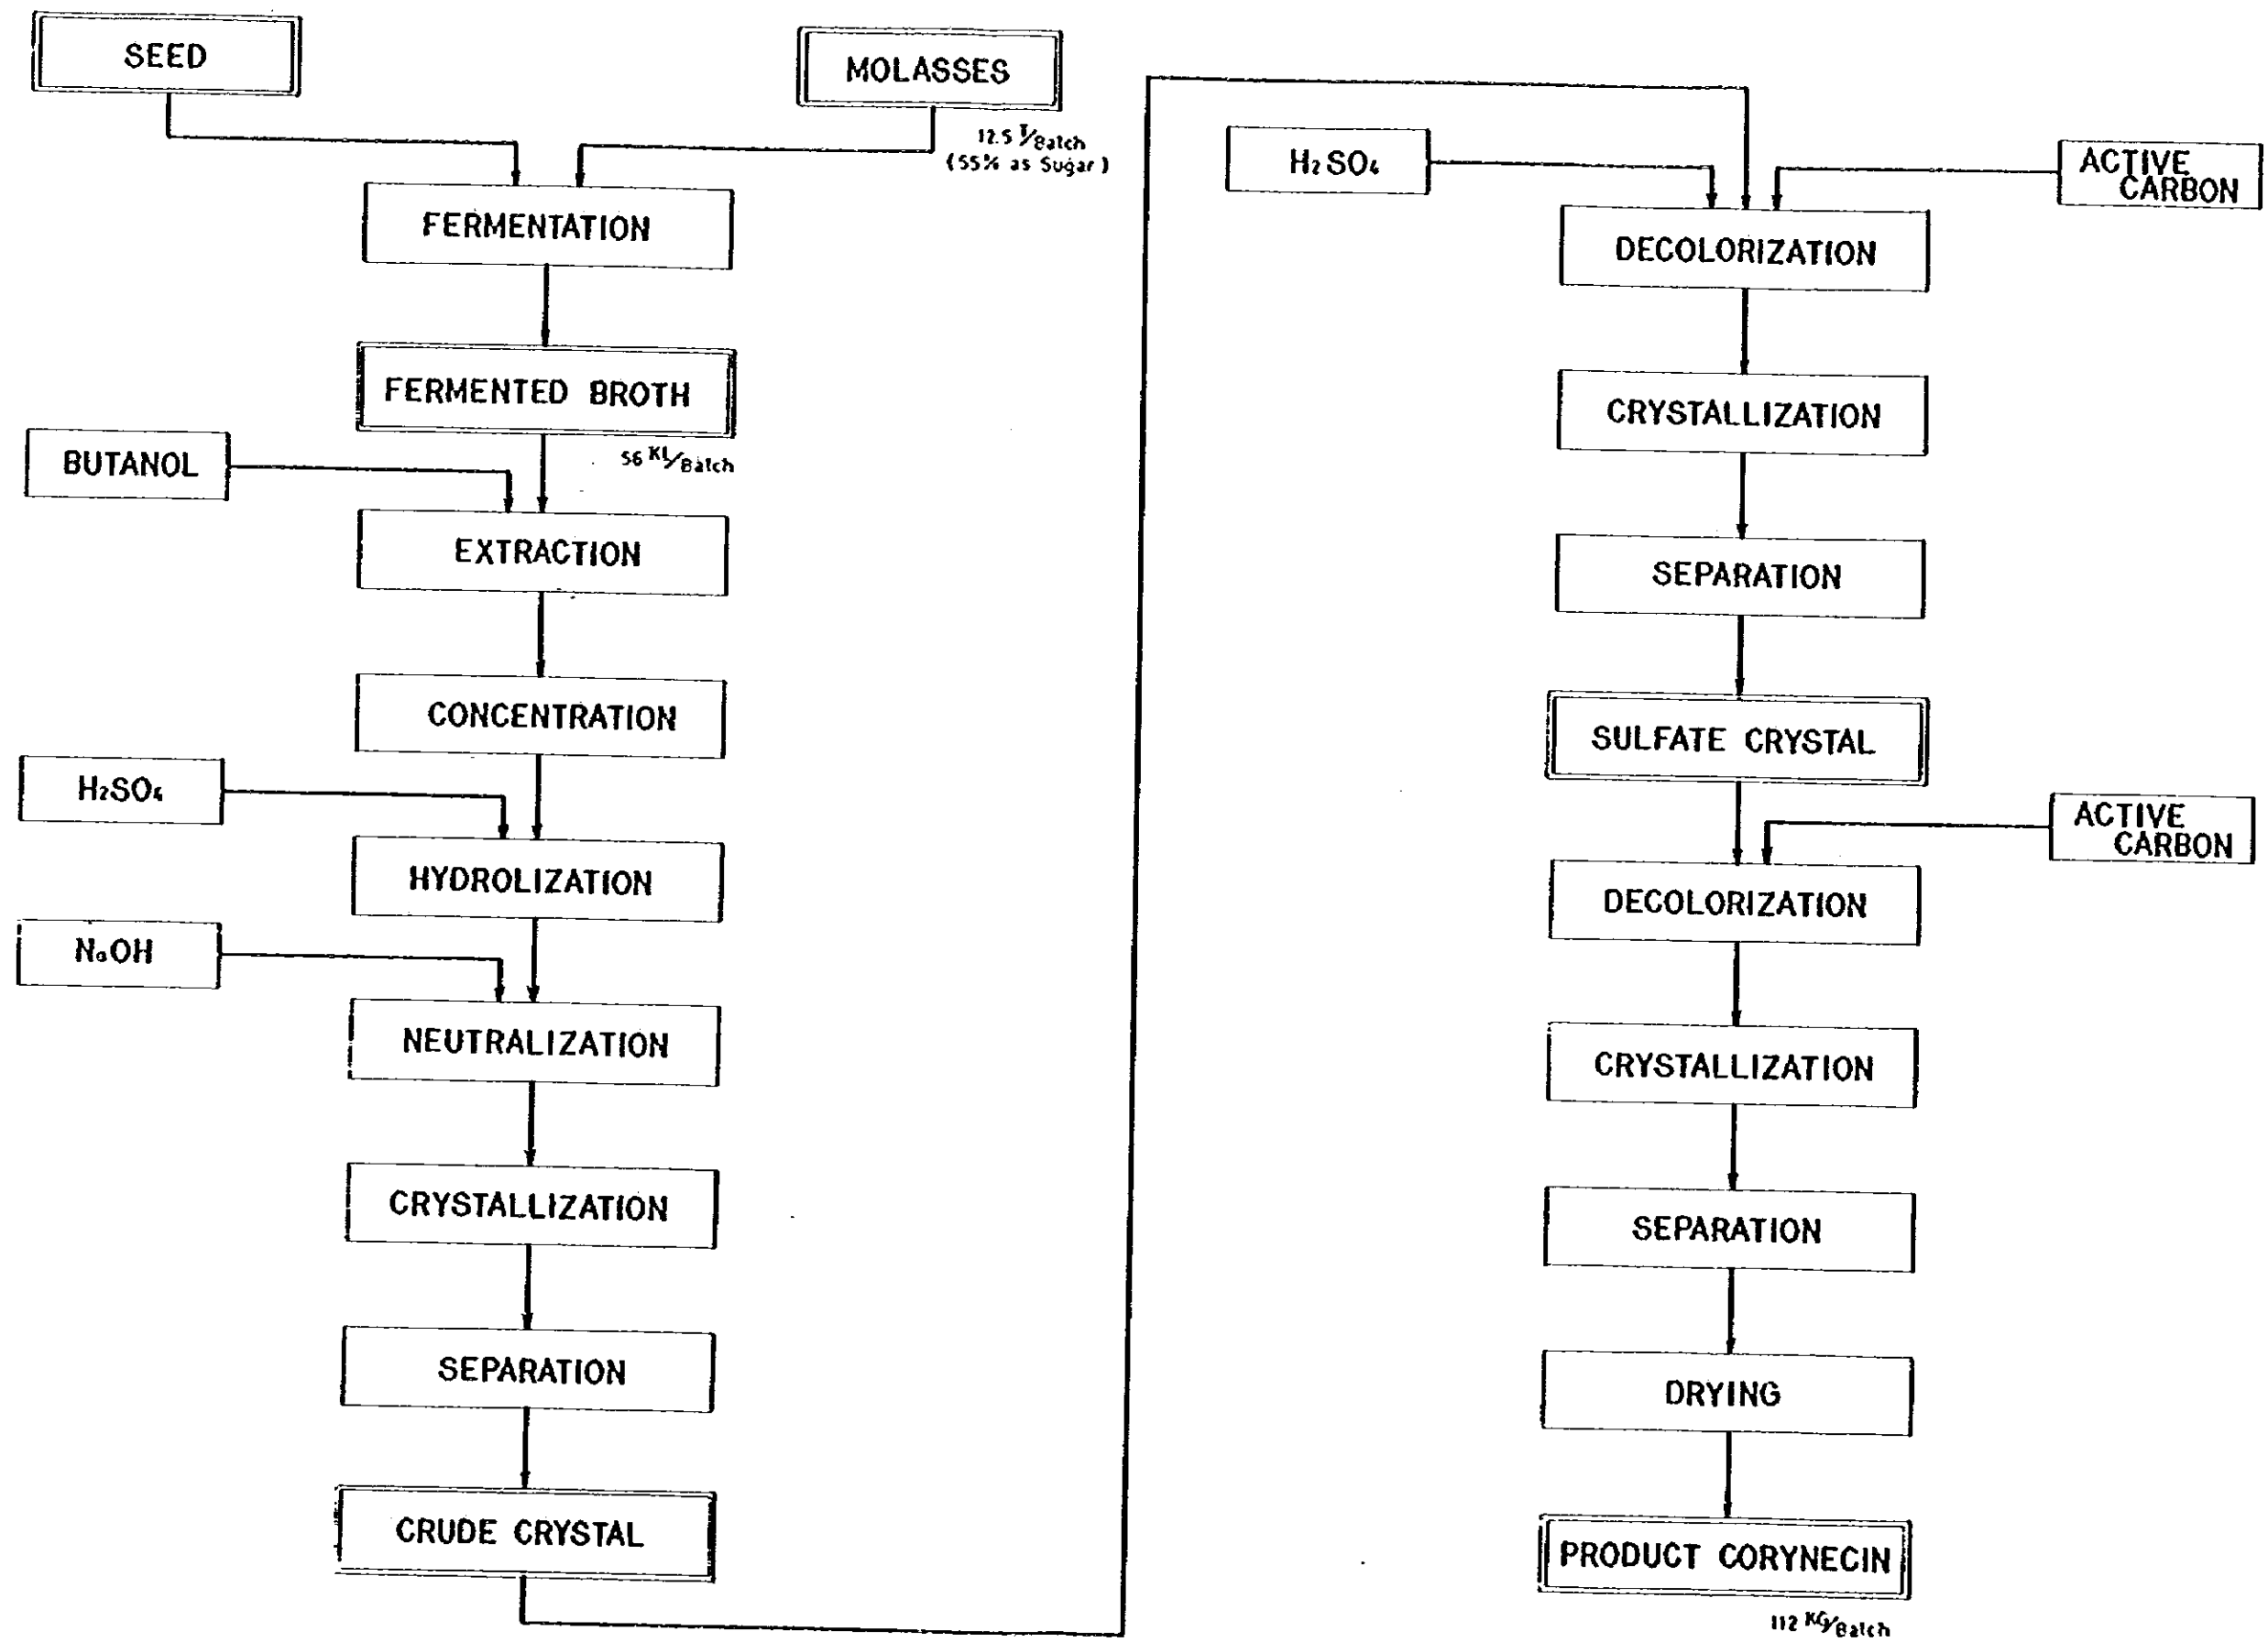 SEED
MOLASSES
12.5 T/Batch
(55% as Sugar)
FERMENTATION
FERMENTED BROTH
56 Kl/Batch
BUTANOL
EXTRACTION
CONCENTRATION
H2SO4
HYDROLIZATION
NaOH
NEUTRALIZATION
CRYSTALLIZATION
SEPARATION
CRUDE CRYSTAL
H2SO4
ACTIVE
CARBON
DECOLORIZATION
CRYSTALLIZATION
SEPARATION
SULFATE CRYSTAL
ACTIVE
CARBON
DECOLORIZATION
CRYSTALLIZATION
SEPARATION
DRYING
PRODUCT CORYNECIN
112 KG/Batch